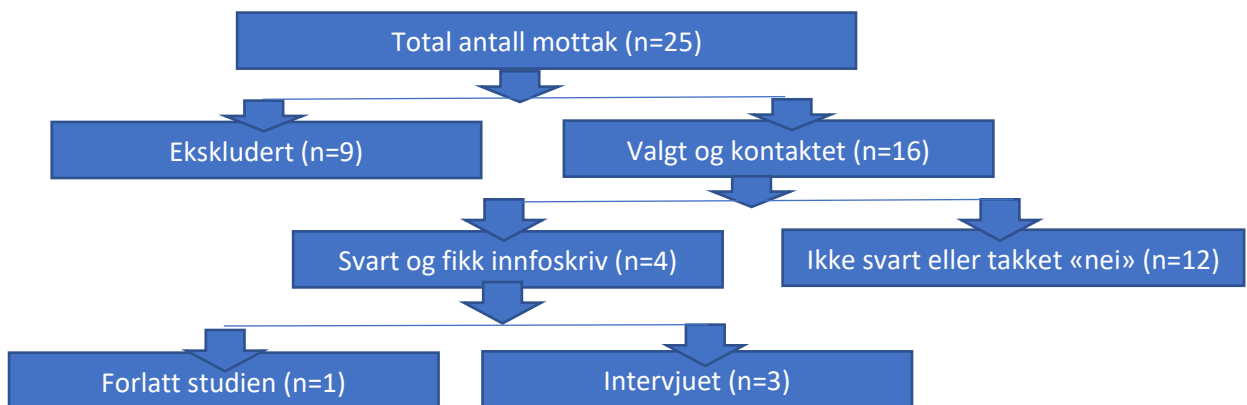 Total antall mottak (n=25)
Ekskludert (n=9)
Valgt og kontaktet (n=16)
Svart og fikk innfoskriv (n=4)
Ikke svart eller takket «nei» (n=12)
Forlatt studien (n=1)
Intervjuet (n=3)